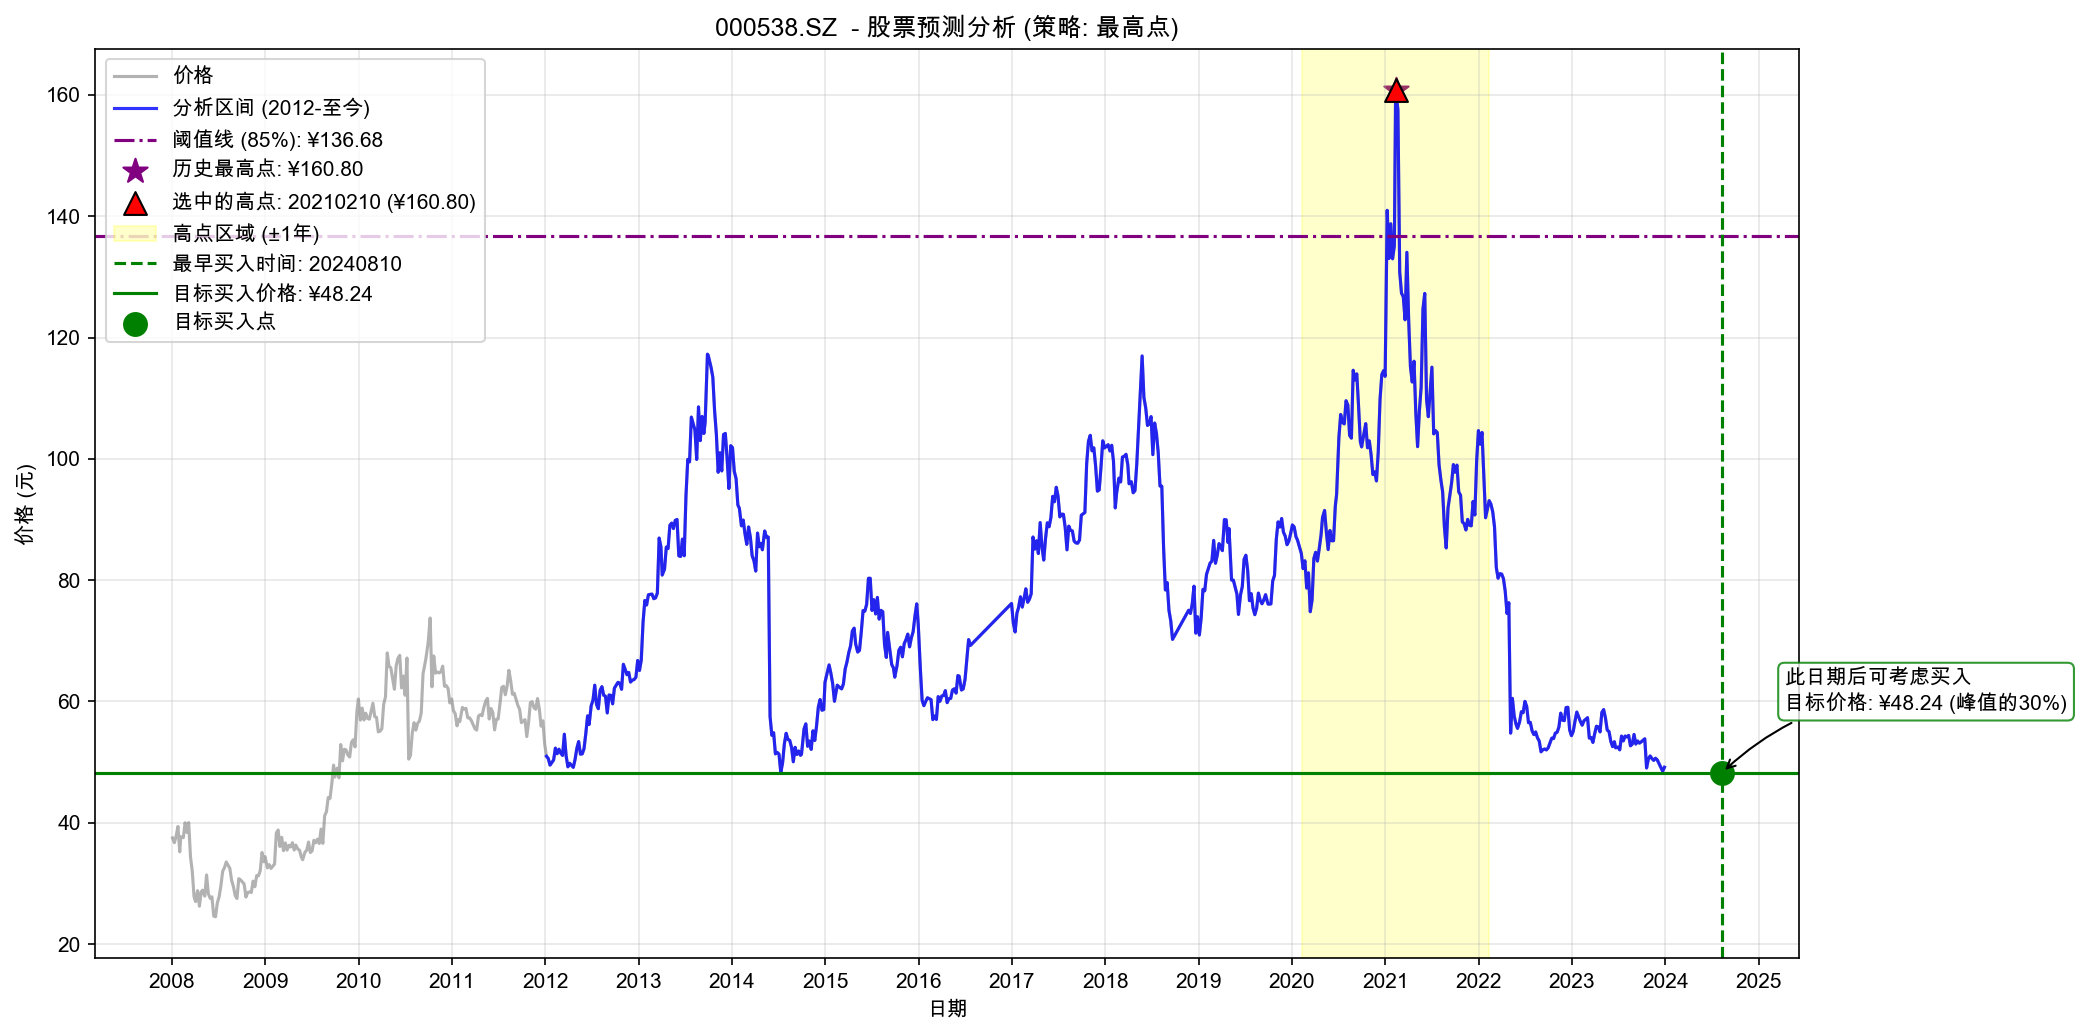 000538.SZ - 股票预测分析 (策略: 最高点)
价格
分析区间 (2012-至今)
阈值线 (85%): ¥136.68
历史最高点: ¥160.80
选中的高点: 20210210 (¥160.80)
高点区域 (±1年)
最早买入时间: 20240810
目标买入价格: ¥48.24
目标买入点
160
140
120
100
80
60
40
20
价格 (元)
此日期后可考虑买入
目标价格: ¥48.24 (峰值的30%)
2008
2009
2010
2011
2012
2013
2014
2015
2016
2017
2018
2019
2020
2021
2022
2023
2024
2025
日期